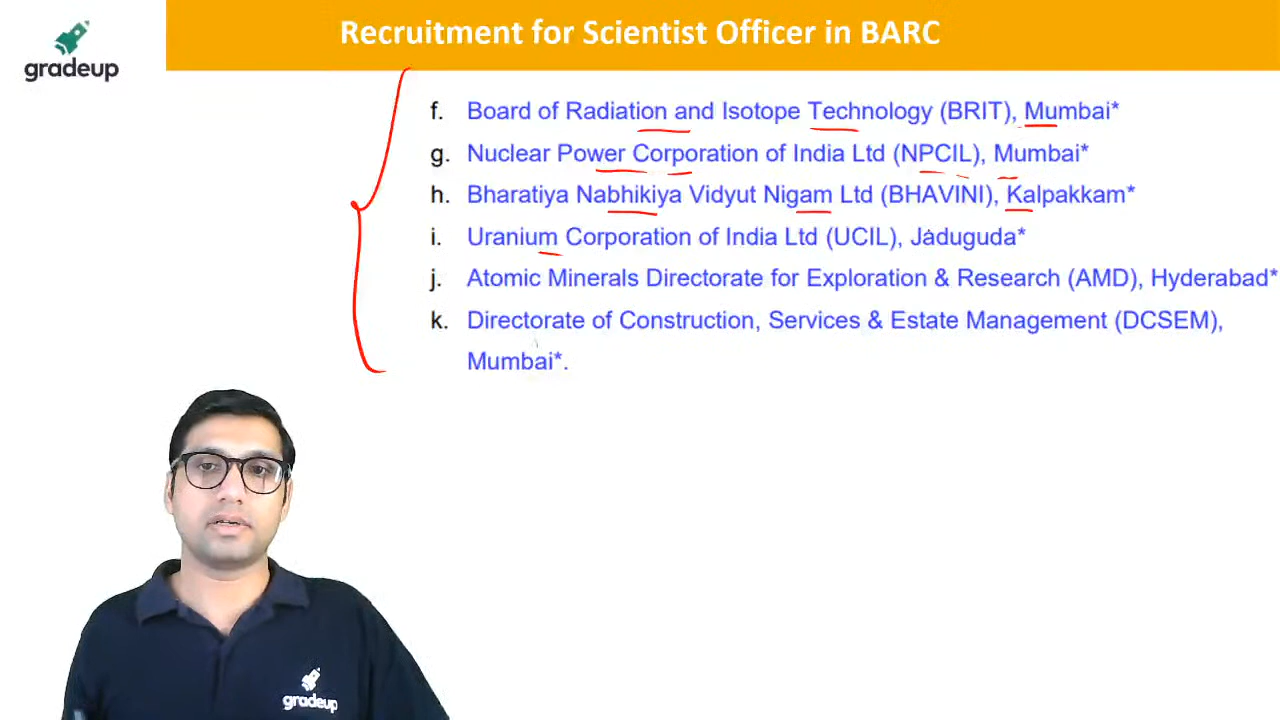 Recruitment for Scientist Officer in BARC
gradeup
f. Board of Radiation and Isotope Technology (BRIT), Mumbai*
g. Nuclear Power Corporation of India Ltd (NPCIL), Mumbai*
h. Bharatiya Nabhikiya Vidyut Nigam Ltd (BHAVINI), Kalpakkam*
i. Uranium Corporation of India Ltd (UCIL), Jaduguda*
j. Atomic Minerals Directorate for Exploration & Research (AMD), Hyderabad*
k. Directorate of Construction, Services & Estate Management (DCSEM),
Mumbai*.
gradeup